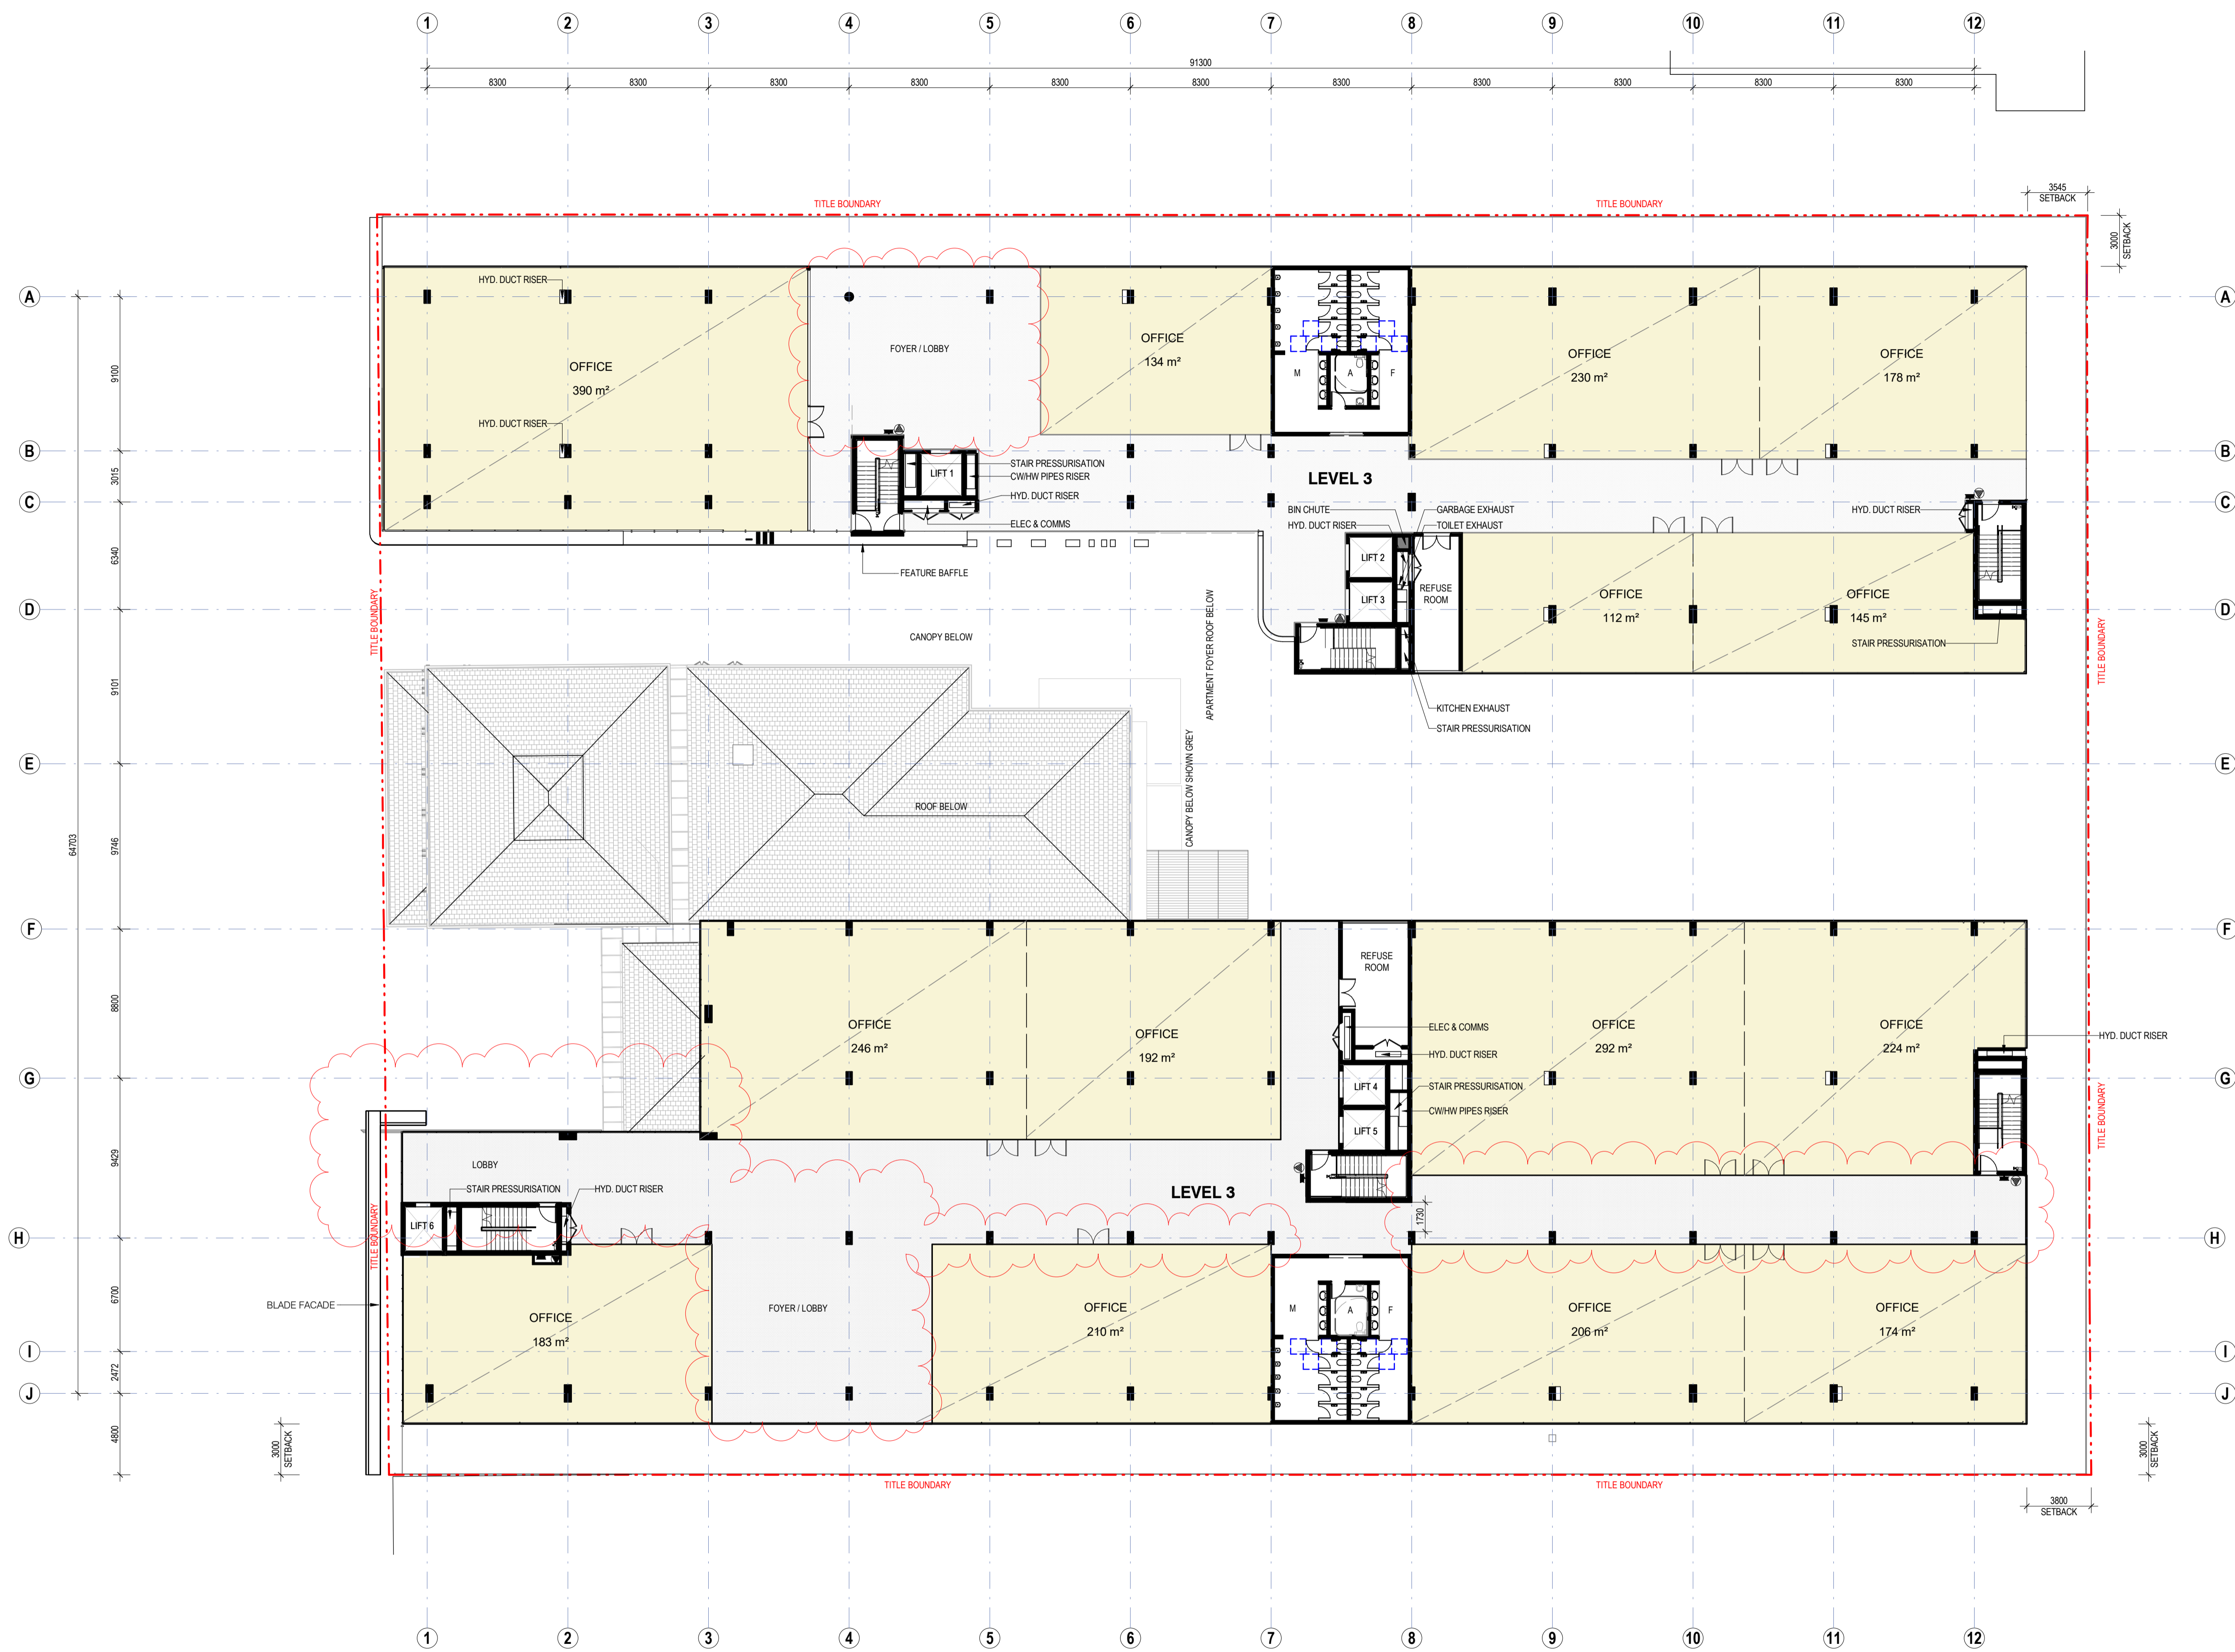 1 2 3 4 5 6 7 8 9 10 11 12
91300
8300 8300 8300 8300 8300 8300 8300 8300 8300 8300 8300
3545
SETBACK
TITLE BOUNDARY
TITLE BOUNDARY
3000
SETBACK
HYD. DUCT RISER
A
A
OFFICE
134 m²
FOYER / LOBBY
OFFICE
230 m²
OFFICE
178 m²
OFFICE
390 m²
9100
M
A
F
HYD. DUCT RISER
B
B
STAIR PRESSURISATION
LIFT 1
CW/HW PIPES RISER
LEVEL 3
3015
HYD. DUCT RISER
C
C
BIN CHUTE
GARBAGE EXHAUST
HYD. DUCT RISER
ELEC & COMMS
HYD. DUCT RISER
TOILET EXHAUST
6340
LIFT 2
FEATURE BAFFLE
REFUSE
ROOM
LIFT 3
OFFICE
112 m²
OFFICE
145 m²
D
D
TITLE BOUNDARY
CANOPY BELOW
APARTMENT FOYER ROOF BELOW
STAIR PRESSURISATION
TITLE BOUNDARY
9101
KITCHEN EXHAUST
STAIR PRESSURISATION
E
E
CANOPY BELOW SHOWN GREY
ROOF BELOW
64703
9746
F
F
REFUSE
ROOM
8800
OFFICE
246 m²
OFFICE
192 m²
ELEC & COMMS
OFFICE
292 m²
OFFICE
224 m²
HYD. DUCT RISER
HYD. DUCT RISER
G
G
LIFT 4
STAIR PRESSURISATION
CW/HW PIPES RISER
LIFT 5
TITLE BOUNDARY
9429
LOBBY
STAIR PRESSURISATION
HYD. DUCT RISER
LEVEL 3
1730
LIFT 6
TITLE BOUNDARY
H
H
6700
BLADE FACADE
OFFICE
183 m²
FOYER / LOBBY
OFFICE
210 m²
M
A
F
OFFICE
206 m²
OFFICE
174 m²
I
I
2472
J
J
4800
3000
SETBACK
3000
SETBACK
TITLE BOUNDARY
TITLE BOUNDARY
3800
SETBACK
1 2 3 4 5 6 7 8 9 10 11 12